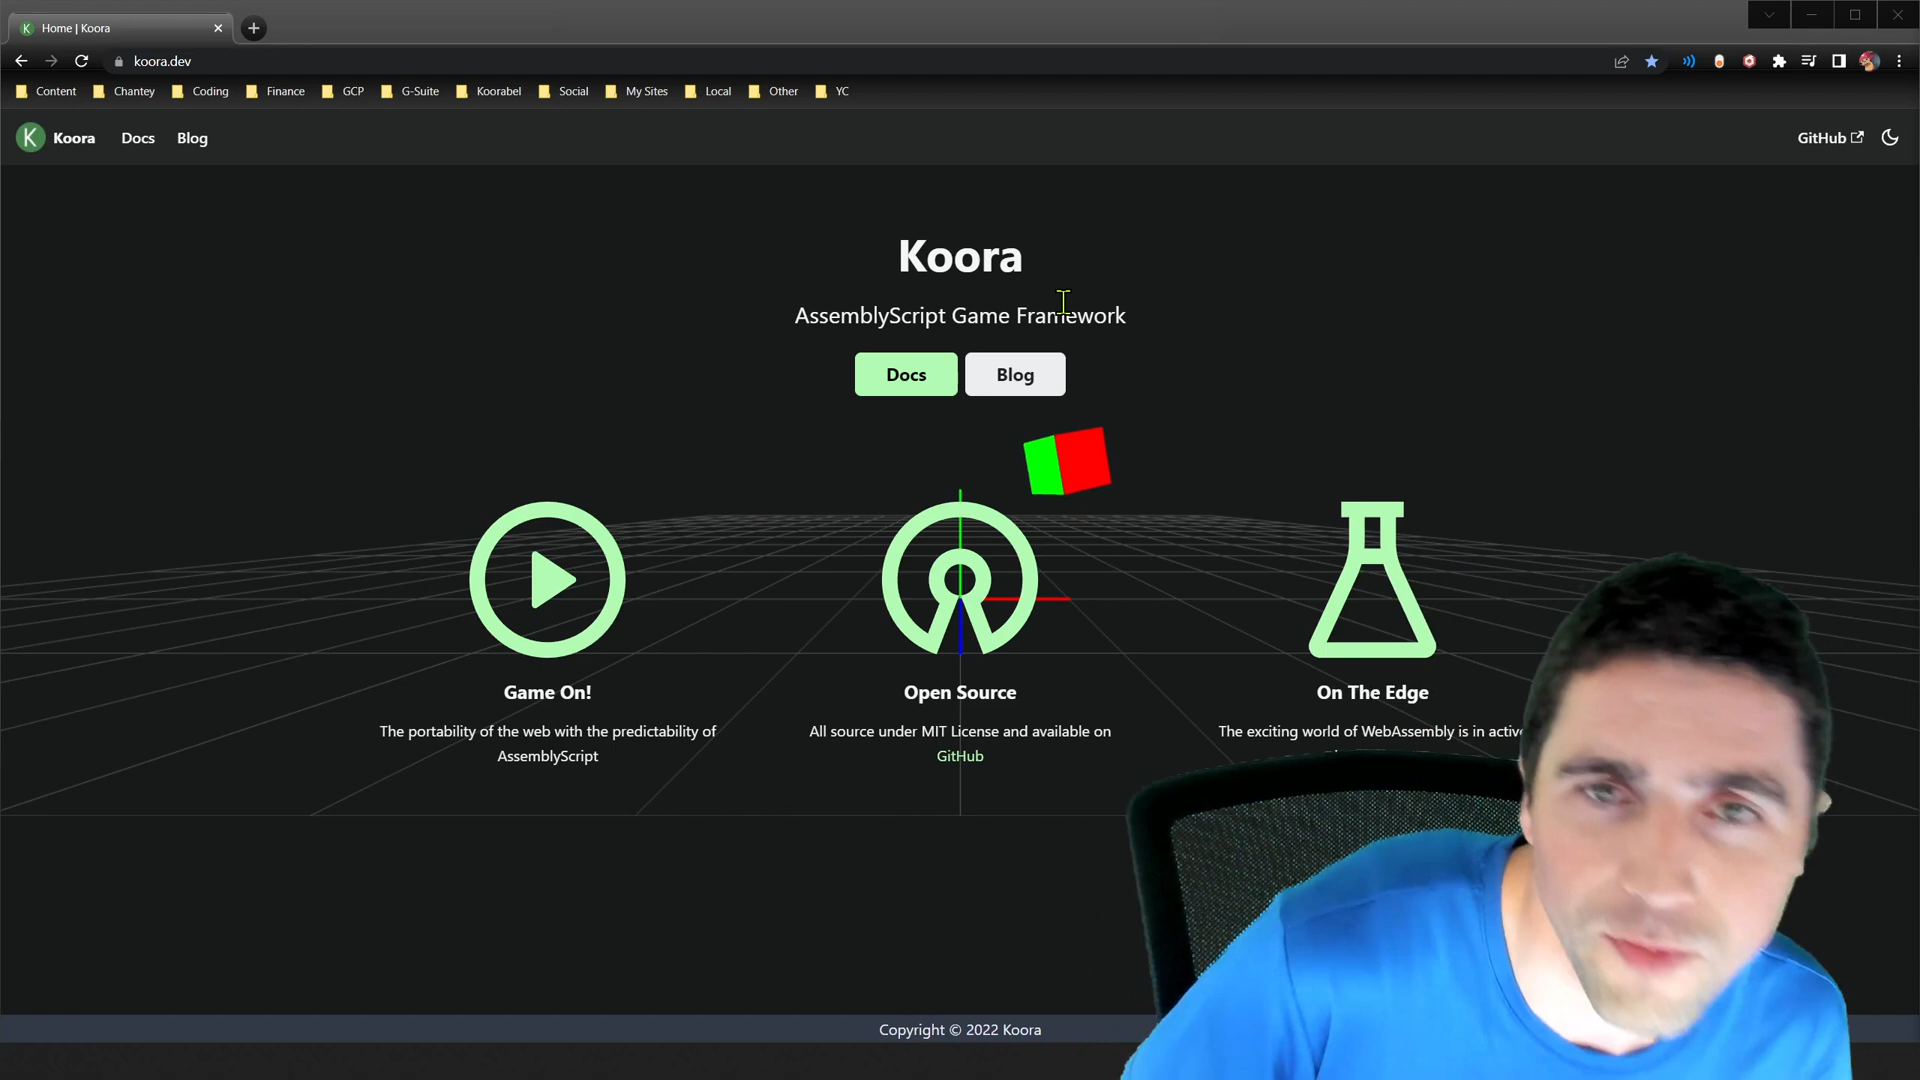 Home | Koora
koora.dev
Content Chantey Coding Finance GCP G-Suite Koorabel Social My Sites Local Other YC
K Koora Docs Blog GitHub
Koora
AssemblyScript Game Framework
Docs Blog
Game On!
The portability of the web with the predictability of
AssemblyScript
Open Source
All source under MIT License and available on
GitHub
On The Edge
The exciting world of WebAssembly is in
Copyright © 2022 Koora